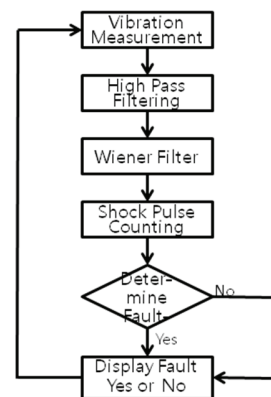 Vibration
Measurement
High Pass
Filtering
Wiener Filter
Shock Pulse
Counting
Deter-
mine
Fault-
No
Yes
Display Fault
Yes or No